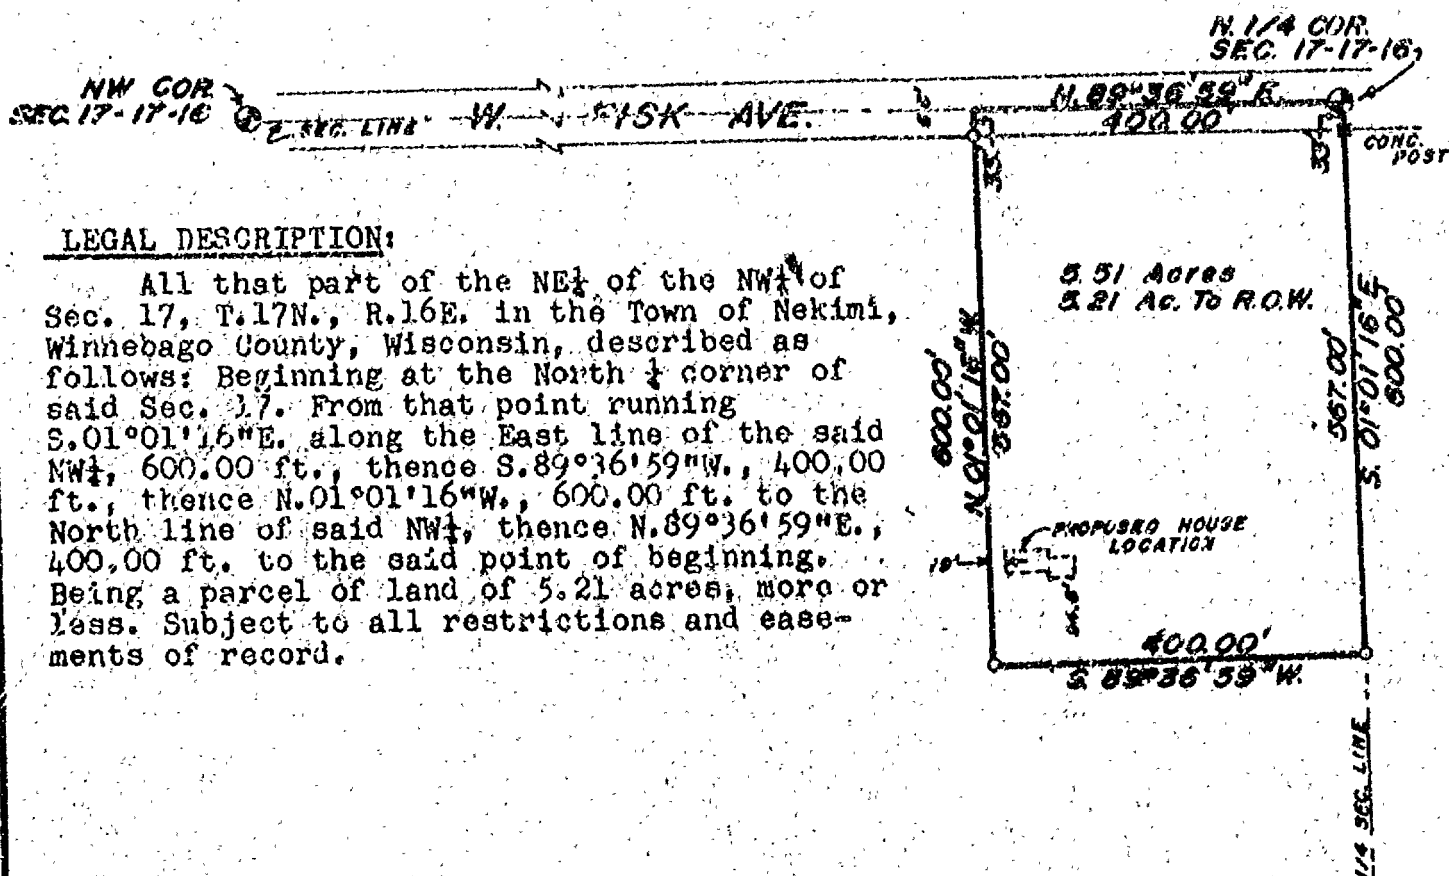 N. 1/4 COR.
SEC. 17-17-16
NW COR
SEC. 17-17-16
SEC. LINE
W. FISK AVE.
N. 89°36'59" E.
400.00'
33'
33'
CONC.
POST
LEGAL DESCRIPTION:
All that part of the NE¼ of the NW¼ of
Sec. 17, T.17N., R.16E. in the Town of Nekimi,
Winnebago County, Wisconsin, described as
follows: Beginning at the North ¼ corner of
said Sec. 17. From that point running
S.01°01'16"E. along the East line of the said
NW¼, 600.00 ft., thence S.89°36'59"W., 400.00
ft., thence N.01°01'16"W., 600.00 ft. to the
North line of said NW¼, thence N.89°36'59"E.,
400.00 ft. to the said point of beginning.
Being a parcel of land of 5.21 acres, more or
less. Subject to all restrictions and ease-
ments of record.
5.51 Acres
5.21 Ac. To R.O.W.
600.00'
N. 01°01'16" W.
567.00'
567.00'
S. 01°01'16" E.
600.00'
PROPOSED HOUSE
LOCATION
400.00'
S. 89°36'59" W.
1/4 SEC. LINE